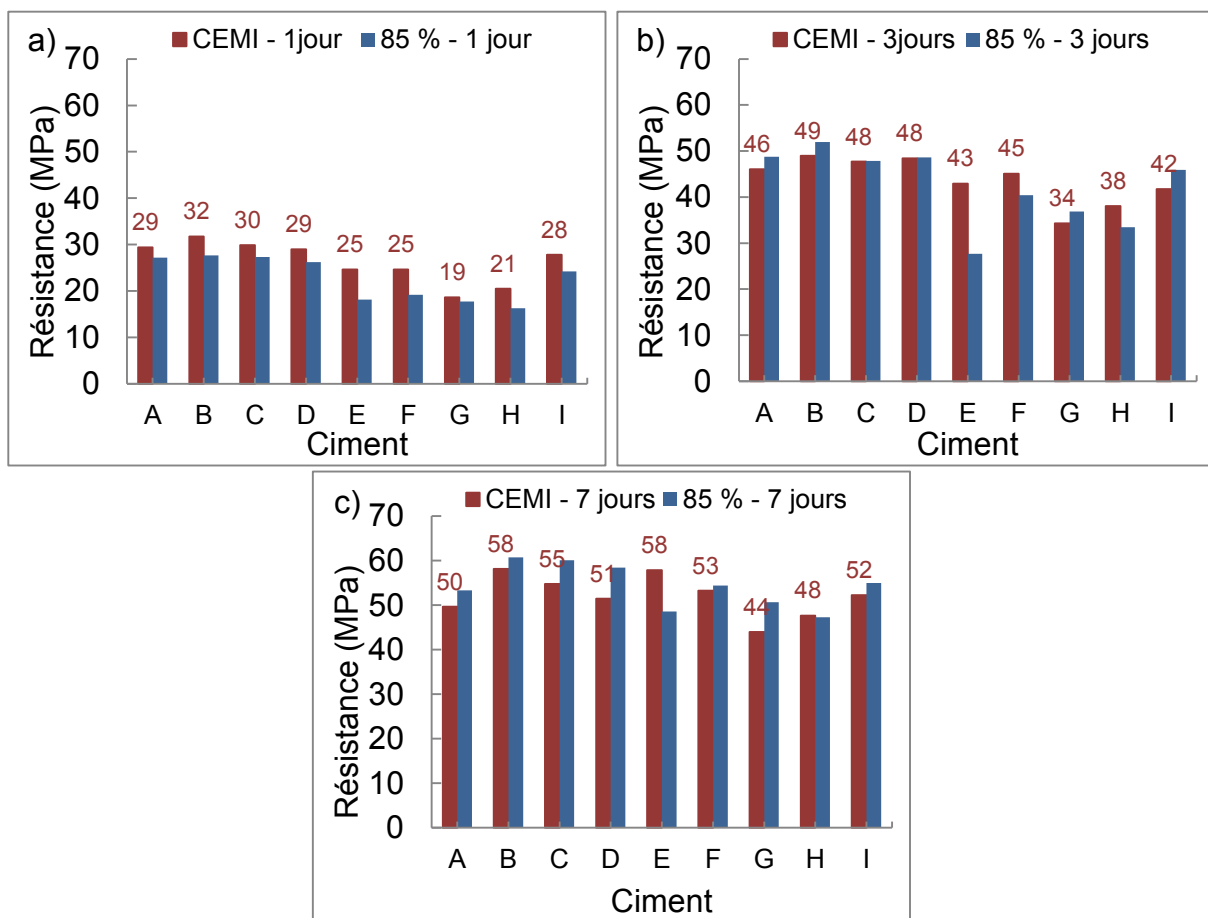 a) CEMI - 1jour 85 % - 1 jour
70
60
50
40
30
20
10
0
Résistance (MPa)
29 32 30 29 25 25 19 21 28
A B C D E F G H I
Ciment
b) CEMI - 3jours 85 % - 3 jours
70
60
50
40
30
20
10
0
Résistance (MPa)
46 49 48 48 43 45 34 38 42
A B C D E F G H I
Ciment
c) CEMI - 7 jours 85 % - 7 jours
70
60
50
40
30
20
10
0
Résistance (MPa)
50 58 55 51 58 53 44 48 52
A B C D E F G H I
Ciment